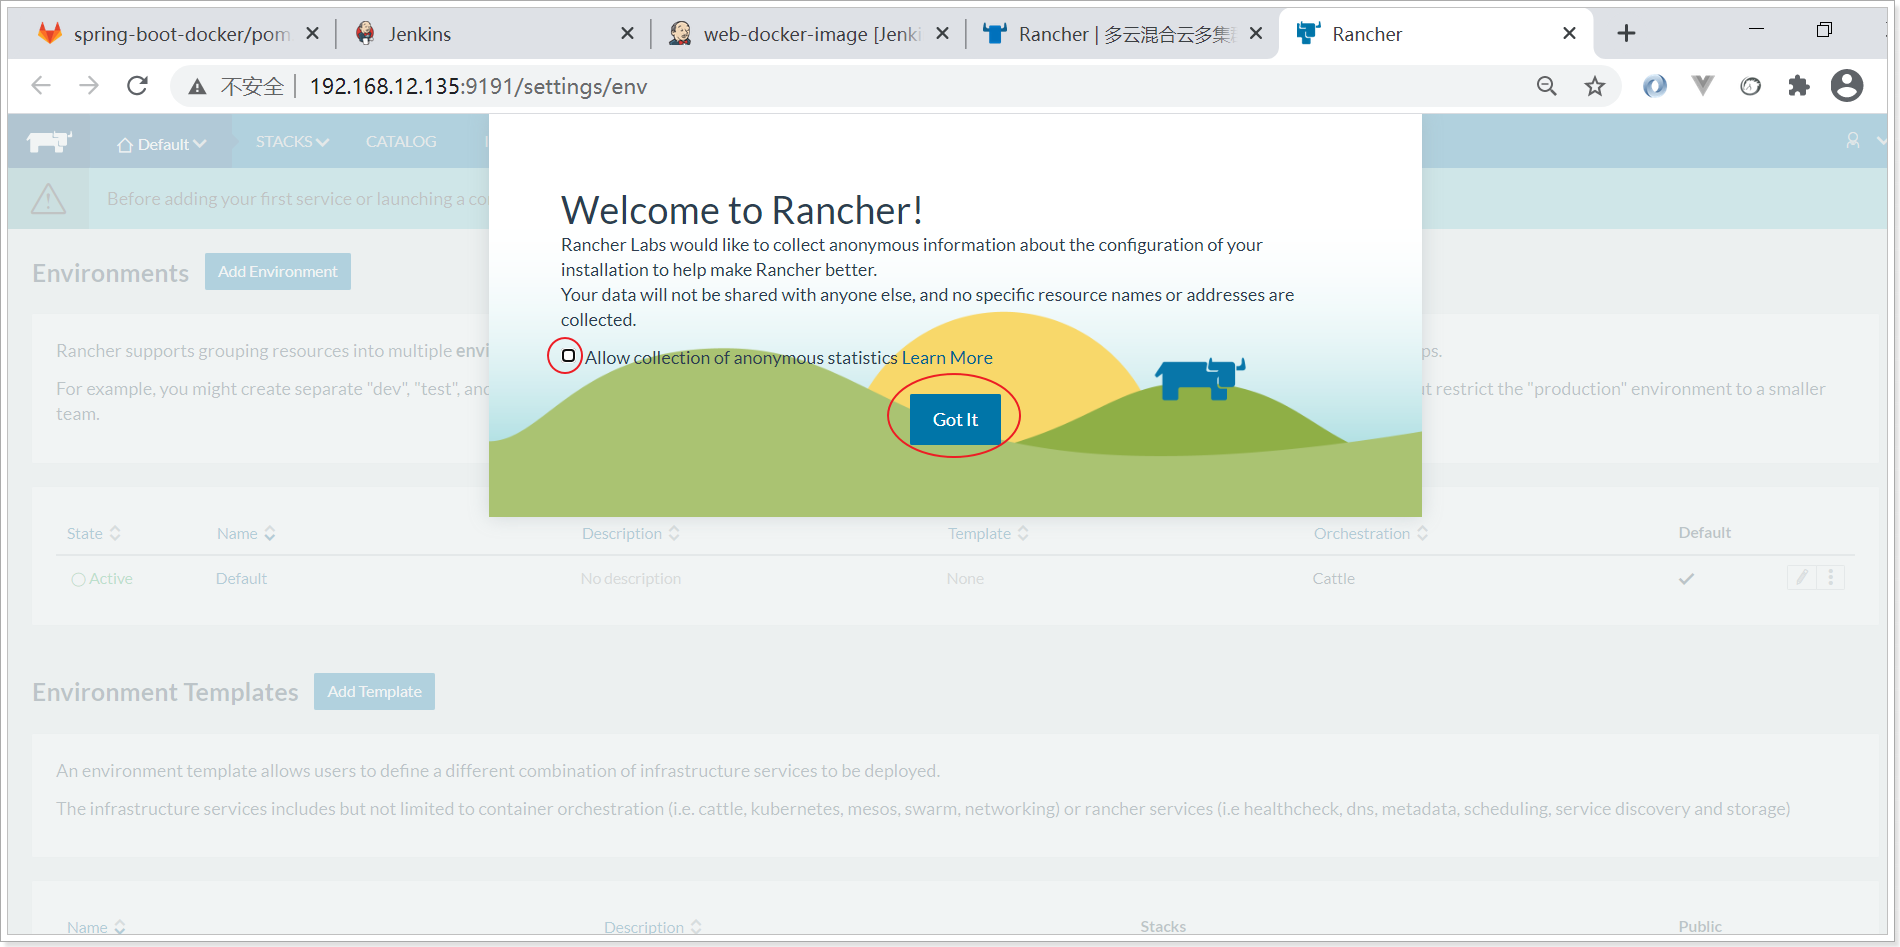 spring-boot-docker/pom
Jenkins
web-docker-image [Jenki
Rancher | 多云混合云多集
Rancher
不安全
192.168.12.135:9191/settings/env
Default
STACKS
CATALOG
Before adding your first service or launching a co
Welcome to Rancher!
Rancher Labs would like to collect anonymous information about the configuration of your
installation to help make Rancher better.
Your data will not be shared with anyone else, and no specific resource names or addresses are
collected.
Allow collection of anonymous statistics Learn More
Got It
Environments
Add Environment
Rancher supports grouping resources into multiple envi
ps.
For example, you might create separate "dev", "test", and
t restrict the "production" environment to a smaller
team.
State Name Description Template Orchestration Default
Active Default No description None Cattle
Environment Templates
Add Template
An environment template allows users to define a different combination of infrastructure services to be deployed.
The infrastructure services includes but not limited to container orchestration (i.e. cattle, kubernetes, mesos, swarm, networking) or rancher services (i.e healthcheck, dns, metadata, scheduling, service discovery and storage)
Name Description Stacks Public